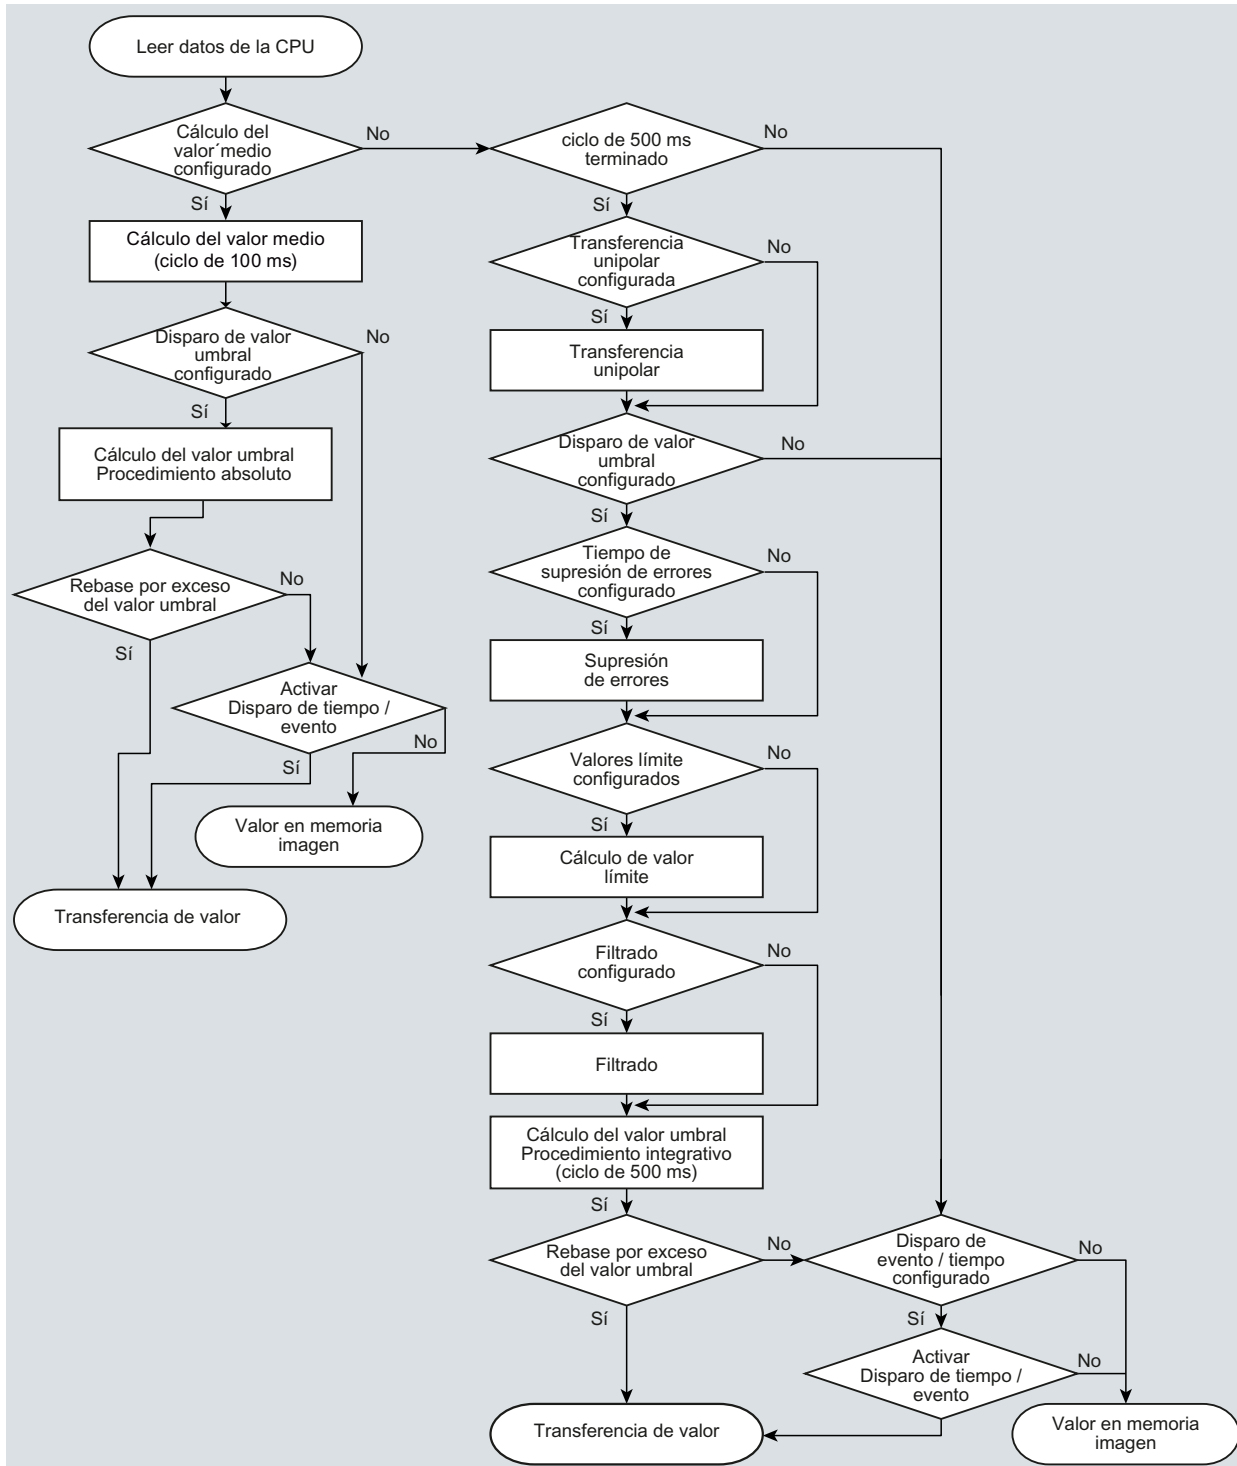 Leer datos de la CPU
Cálculo del
valor´medio
configurado
No
Sí
Cálculo del valor medio
(ciclo de 100 ms)
Disparo de valor
umbral
configurado
No
Sí
Cálculo del valor umbral
Procedimiento absoluto
Rebase por exceso
del valor umbral
No
Sí
Activar
Disparo de tiempo /
evento
No
Sí
Valor en memoria
imagen
Transferencia de valor
ciclo de 500 ms
terminado
No
Sí
Transferencia
unipolar
configurada
No
Sí
Transferencia
unipolar
Disparo de valor
umbral
configurado
No
Sí
Tiempo de
supresión de errores
configurado
No
Sí
Supresión
de errores
Valores límite
configurados
No
Sí
Cálculo de valor
límite
Filtrado
configurado
No
Sí
Filtrado
Cálculo del valor umbral
Procedimiento integrativo
(ciclo de 500 ms)
Sí
Rebase por exceso
del valor umbral
No
Sí
Disparo de
evento / tiempo
configurado
No
Sí
Activar
Disparo de tiempo /
evento
No
Transferencia de valor
Valor en memoria
imagen